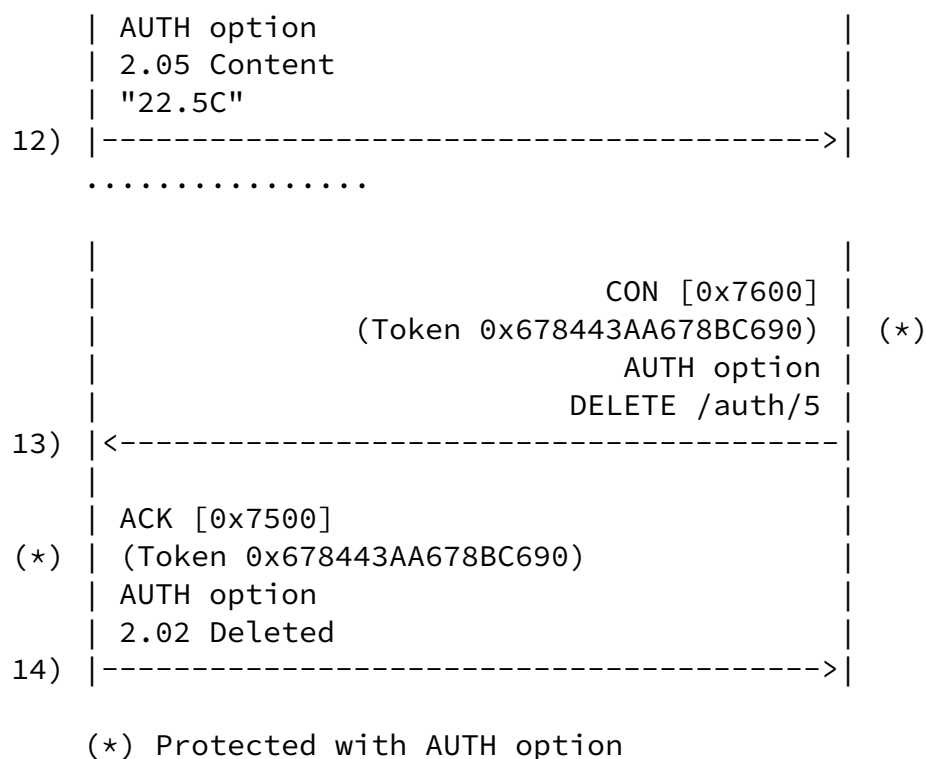 | AUTH option |
| 2.05 Content |
| "22.5C" |
12) |---------------------------------------->|
................
| |
| CON [0x7600] |
| (Token 0x678443AA678BC690) | (*)
| AUTH option |
| DELETE /auth/5 |
13) |<----------------------------------------|
| |
| ACK [0x7500] |
(*) | (Token 0x678443AA678BC690) |
| AUTH option |
| 2.02 Deleted |
14) |---------------------------------------->|
(*) Protected with AUTH option